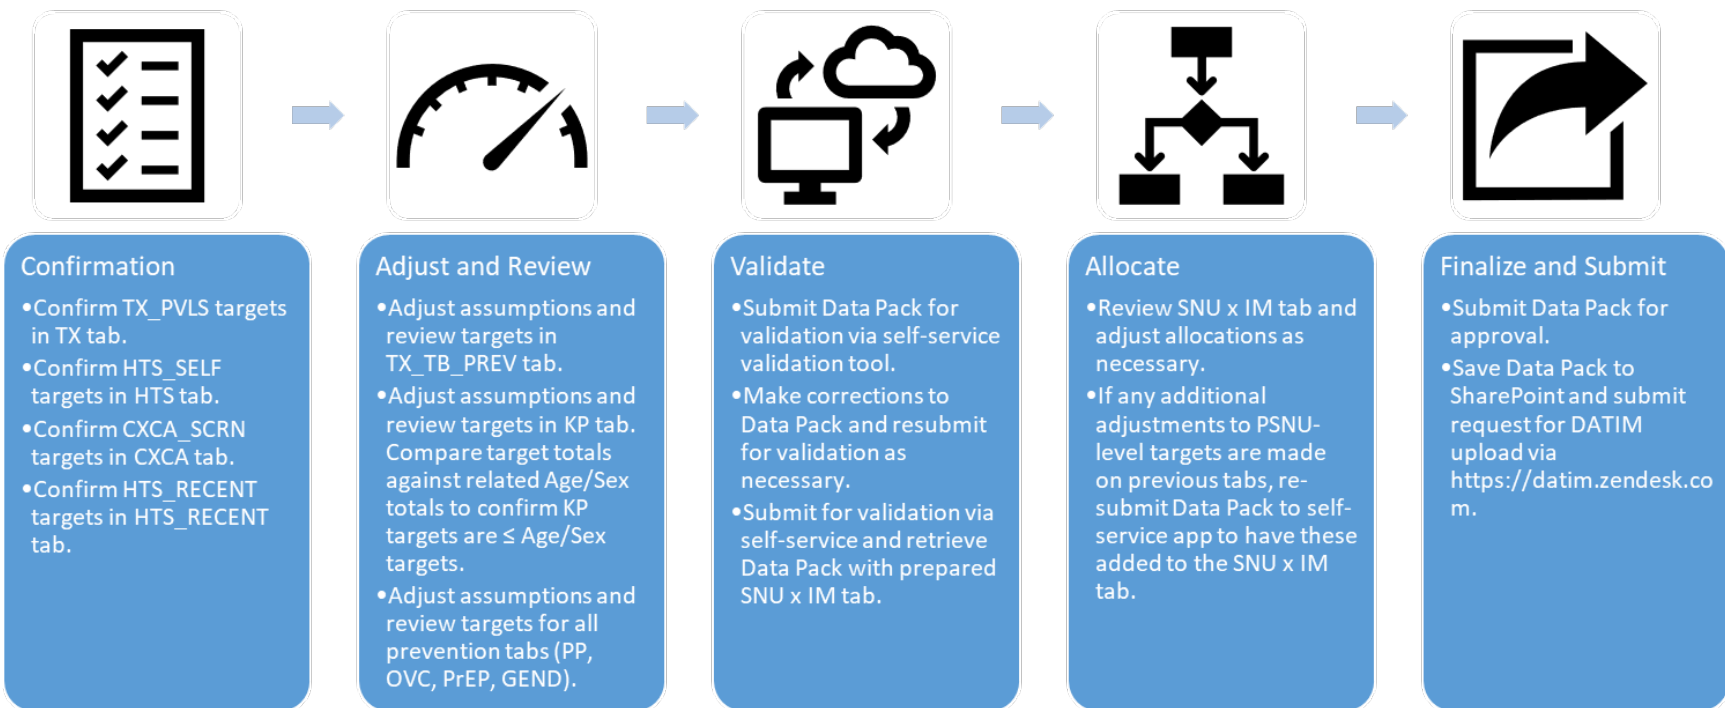 Confirmation
•Confirm TX_PVLS targets
in TX tab.
•Confirm HTS_SELF
targets in HTS tab.
•Confirm CXCA_SCRN
targets in CXCA tab.
•Confirm HTS_RECENT
targets in HTS_RECENT
tab.
Adjust and Review
•Adjust assumptions and
review targets in
TX_TB_PREV tab.
•Adjust assumptions and
review targets in KP tab.
Compare target totals
against related Age/Sex
totals to confirm KP
targets are ≤ Age/Sex
targets.
•Adjust assumptions and
review targets for all
prevention tabs (PP,
OVC, PrEP, GEND).
Validate
•Submit Data Pack for
validation via self-service
validation tool.
•Make corrections to
Data Pack and resubmit
for validation as
necessary.
•Submit for validation via
self-service and retrieve
Data Pack with prepared
SNU x IM tab.
Allocate
•Review SNU x IM tab and
adjust allocations as
necessary.
•If any additional
adjustments to PSNU-
level targets are made
on previous tabs, re-
submit Data Pack to self-
service app to have these
added to the SNU x IM
tab.
Finalize and Submit
•Submit Data Pack for
approval.
•Save Data Pack to
SharePoint and submit
request for DATIM
upload via
https://datim.zendesk.co
m.